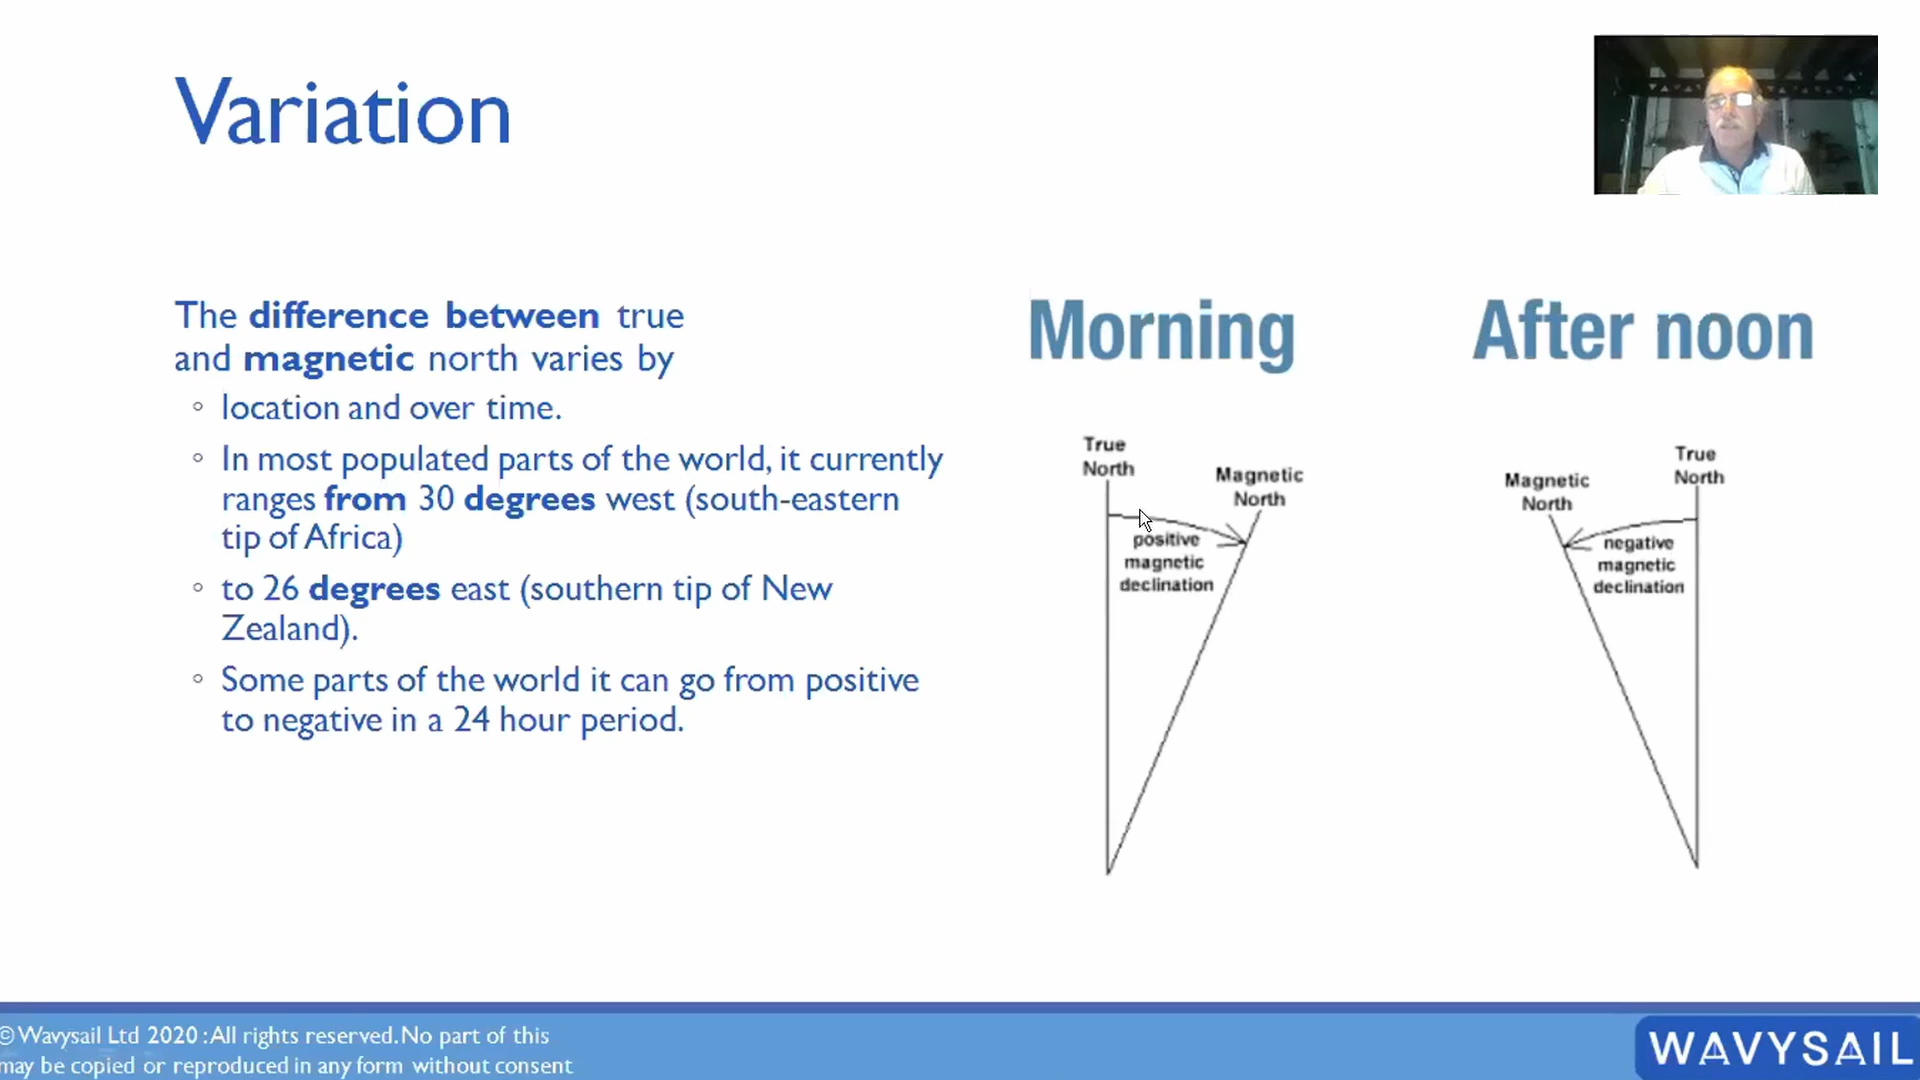 Variation
The difference between true
and magnetic north varies by
◦ location and over time.
◦ In most populated parts of the world, it currently
ranges from 30 degrees west (south-eastern
tip of Africa)
◦ to 26 degrees east (southern tip of New
Zealand).
◦ Some parts of the world it can go from positive
to negative in a 24 hour period.
Morning
True
North
Magnetic
North
positive
magnetic
declination
After noon
Magnetic
North
True
North
negative
magnetic
declination
© Wavysail Ltd 2020 : All rights reserved. No part of this
may be copied or reproduced in any form without consent
WAVYSAIL